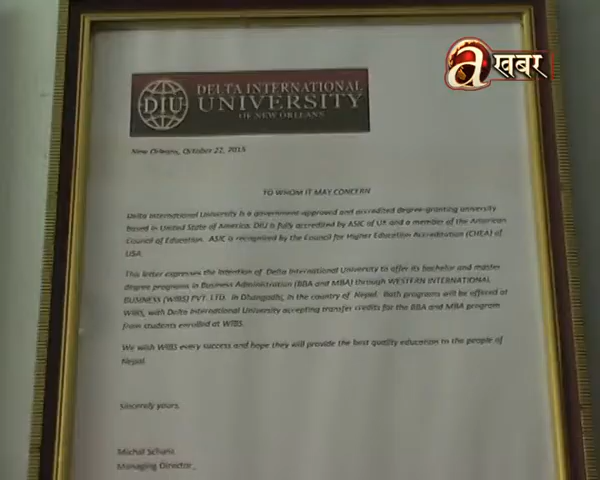 a खबर
DIU
DELTA INTERNATIONAL
UNIVERSITY
OF NEW ORLEANS
New Orleans, October 22, 2015
TO WHOM IT MAY CONCERN
Delta International University is a government approved and accredited degree-granting university
based in United State of America. DIU is fully accredited by ASIC of UK and a member of the American
Council of Education. ASIC is recognized by the Council for Higher Education Accreditation (CHEA) of
USA.
This letter expresses the intention of Delta International University to offer its bachelor and master
degree programs in Business Administration (BBA and MBA) through WESTERN INTERNATIONAL
BUSINESS (WIBS) PVT. LTD. in Dhangadhi, in the country of Nepal. Both programs will be offered at
WIBS, with Delta International University accepting transfer credits for the BBA and MBA program
from students enrolled at WIBS.
We wish WIBS every success and hope they will provide the best quality education to the people of
Nepal.
Sincerely yours,
Michal
Managing Director